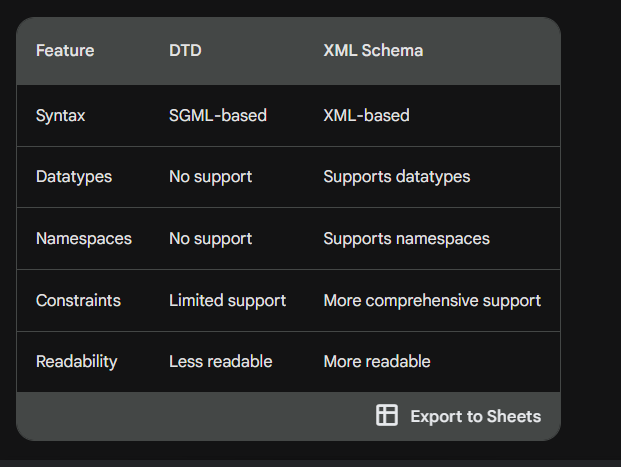 Feature DTD XML Schema
Syntax SGML-based XML-based
Datatypes No support Supports datatypes
Namespaces No support Supports namespaces
Constraints Limited support More comprehensive support
Readability Less readable More readable
Export to Sheets